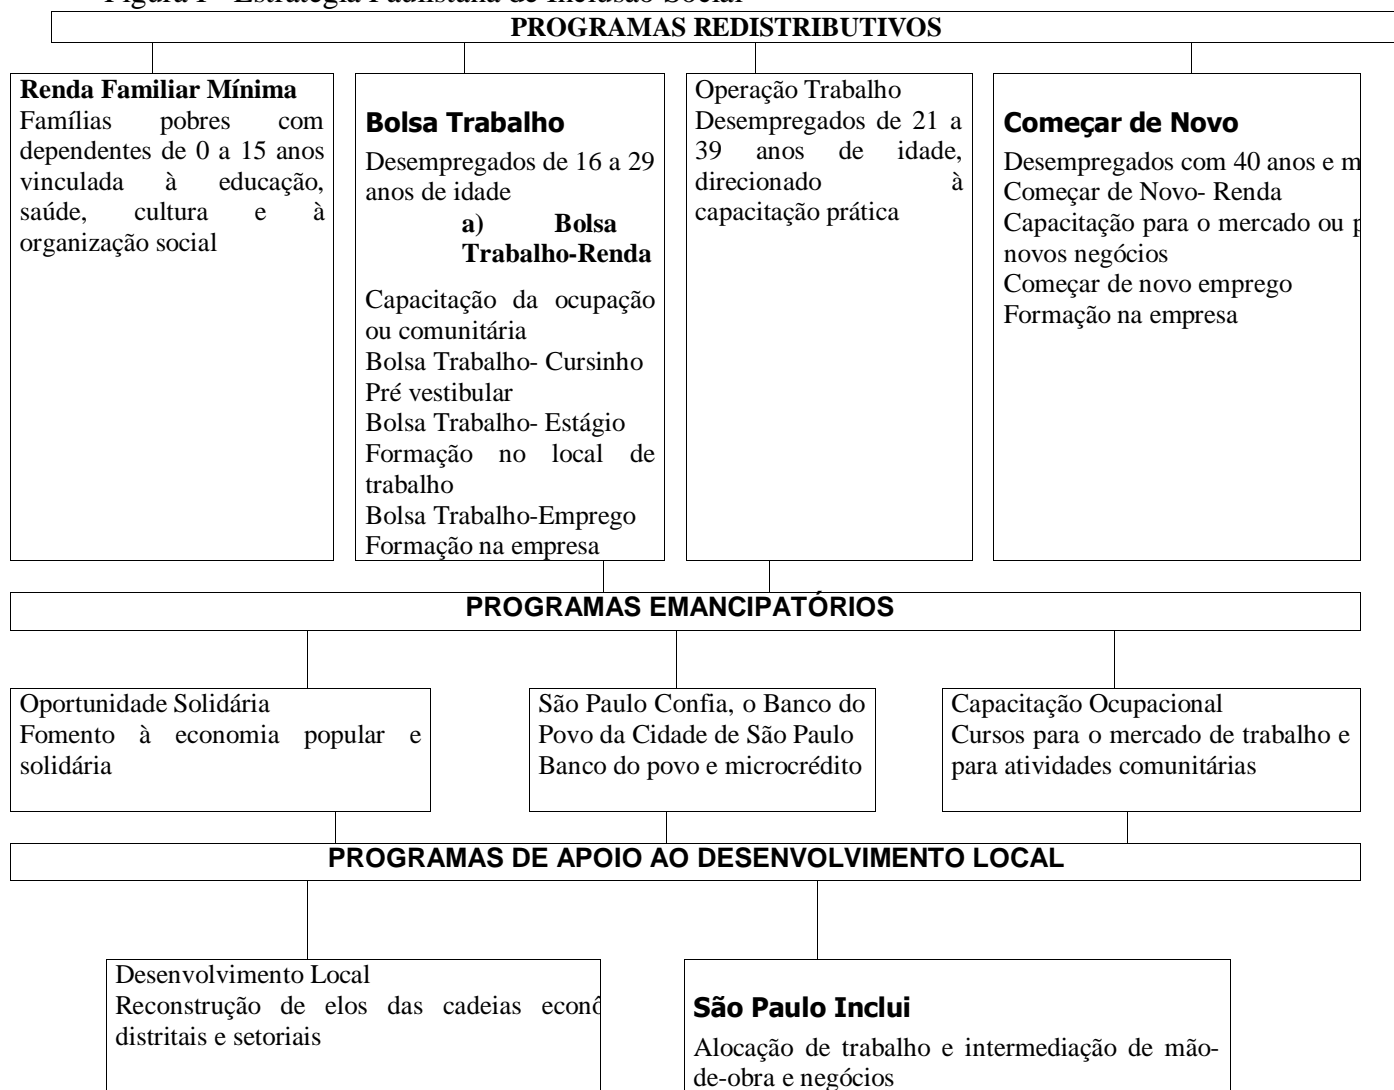 Figura 1- Estratégia Paulistana de Inclusão Social
PROGRAMAS REDISTRIBUTIVOS
Renda Familiar Mínima
Famílias pobres com
dependentes de 0 a 15 anos
vinculada à educação,
saúde, cultura e à
organização social
Bolsa Trabalho
Desempregados de 16 a 29
anos de idade
a) Bolsa
Trabalho-Renda
Capacitação da ocupação
ou comunitária
Bolsa Trabalho- Cursinho
Pré vestibular
Bolsa Trabalho- Estágio
Formação no local de
trabalho
Bolsa Trabalho-Emprego
Formação na empresa
Operação Trabalho
Desempregados de 21 a
39 anos de idade,
direcionado à
capacitação prática
Começar de Novo
Desempregados com 40 anos e m
Começar de Novo- Renda
Capacitação para o mercado ou p
novos negócios
Começar de novo emprego
Formação na empresa
PROGRAMAS EMANCIPATÓRIOS
Oportunidade Solidária
Fomento à economia popular e
solidária
São Paulo Confia, o Banco do
Povo da Cidade de São Paulo
Banco do povo e microcrédito
Capacitação Ocupacional
Cursos para o mercado de trabalho e
para atividades comunitárias
PROGRAMAS DE APOIO AO DESENVOLVIMENTO LOCAL
Desenvolvimento Local
Reconstrução de elos das cadeias econô
distritais e setoriais
São Paulo Inclui
Alocação de trabalho e intermediação de mão-
de-obra e negócios